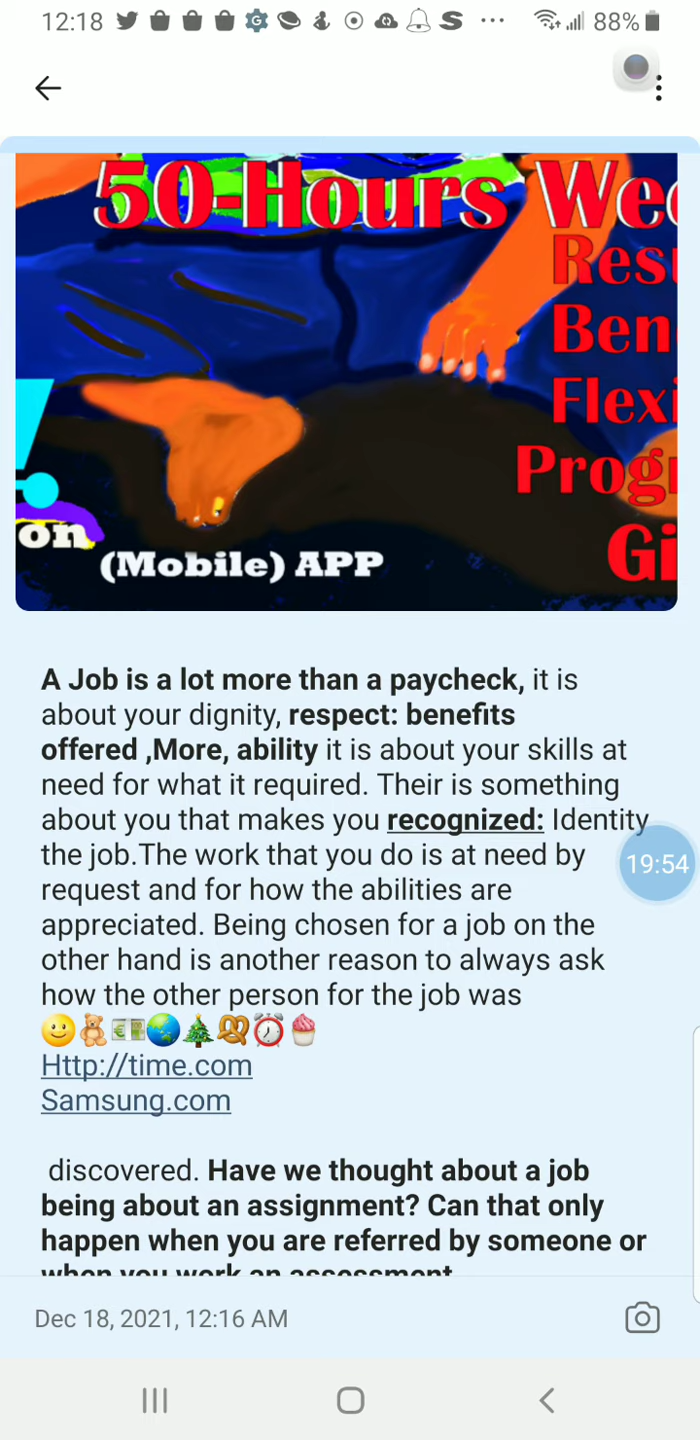 12:18
88%
50-Hours We
Res
Ben
Flexi
Prog
Gi
!
on
(Mobile) APP
A Job is a lot more than a paycheck, it is
about your dignity, respect: benefits
offered ,More, ability it is about your skills at
need for what it required. Their is something
about you that makes you recognized: Identity
the job.The work that you do is at need by
request and for how the abilities are
appreciated. Being chosen for a job on the
other hand is another reason to always ask
how the other person for the job was
🙂🧸💶🌏🎄🥨⏰🧁
Http://time.com
Samsung.com
19:54
discovered. Have we thought about a job
being about an assignment? Can that only
happen when you are referred by someone or
when you work an assessment
Dec 18, 2021, 12:16 AM